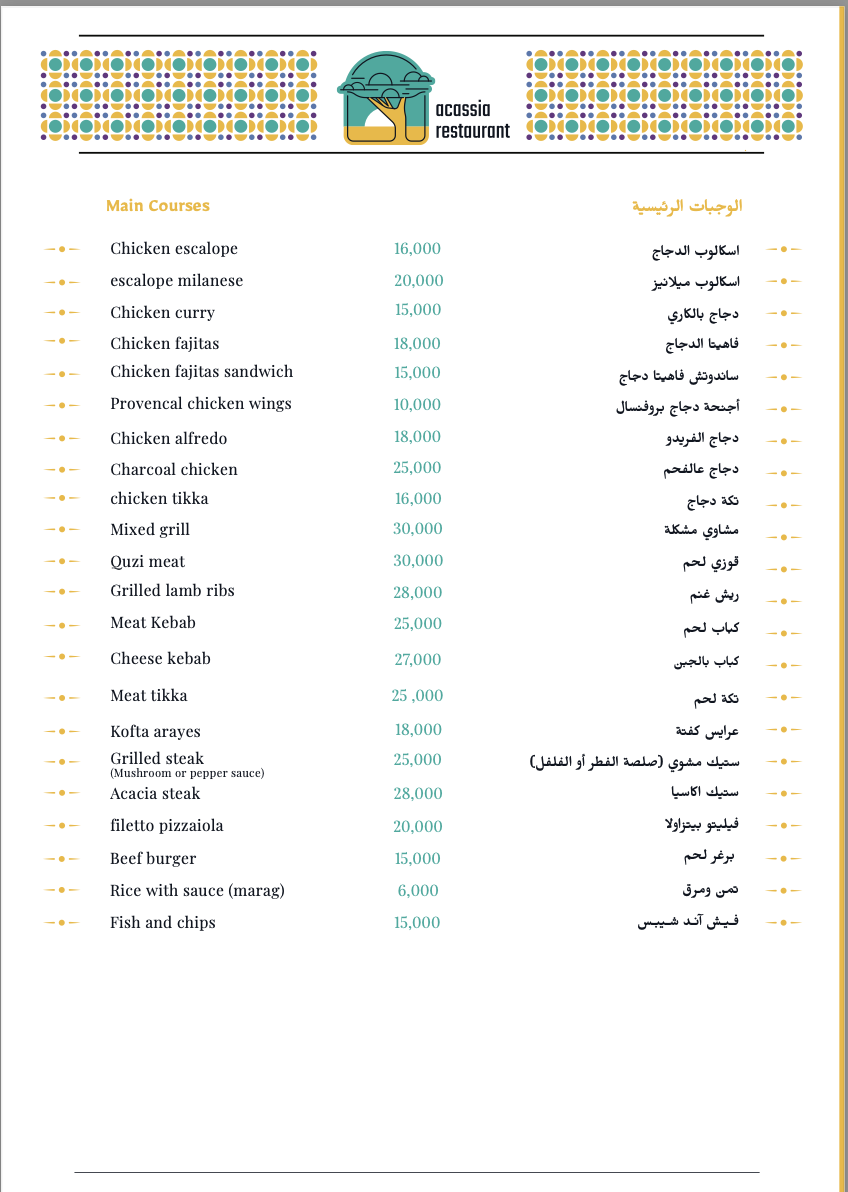 acassia
restaurant
Main Courses 	الوجبات الرئيسية
Chicken escalope 16,000 اسكالوب الدجاج
escalope milanese 20,000 اسكالوب ميلانيز
Chicken curry 15,000 دجاج بالكاري
Chicken fajitas 18,000 فاهيتا الدجاج
Chicken fajitas sandwich 15,000 ساندوتش فاهيتا دجاج
Provencal chicken wings 10,000 أجنحة دجاج بروفنسال
Chicken alfredo 18,000 دجاج الفريدو
Charcoal chicken 25,000 دجاج عالفحم
chicken tikka 16,000 تكة دجاج
Mixed grill 30,000 مشاوي مشكلة
Quzi meat 30,000 قوزي لحم
Grilled lamb ribs 28,000 ريش غنم
Meat Kebab 25,000 كباب لحم
Cheese kebab 27,000 كباب بالجبن
Meat tikka 25 ,000 تكة لحم
Kofta arayes 18,000 عرايس كفتة
Grilled steak 25,000 ستيك مشوي (صلصة الفطر أو الفلفل)
(Mushroom or pepper sauce)
Acacia steak 28,000 ستيك اكاسيا
filetto pizzaiola 20,000 فيليتو بيتزاولا
Beef burger 15,000 برغر لحم
Rice with sauce (marag) 6,000 تمن ومرق
Fish and chips 15,000 فيش آند شيبس